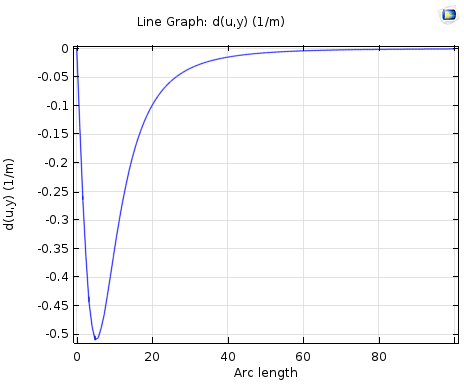 Line Graph: d(u,y) (1/m)
0
-0.05
-0.1
-0.15
-0.2
-0.25
-0.3
-0.35
-0.4
-0.45
-0.5
d(u,y) (1/m)
0 20 40 60 80
Arc length